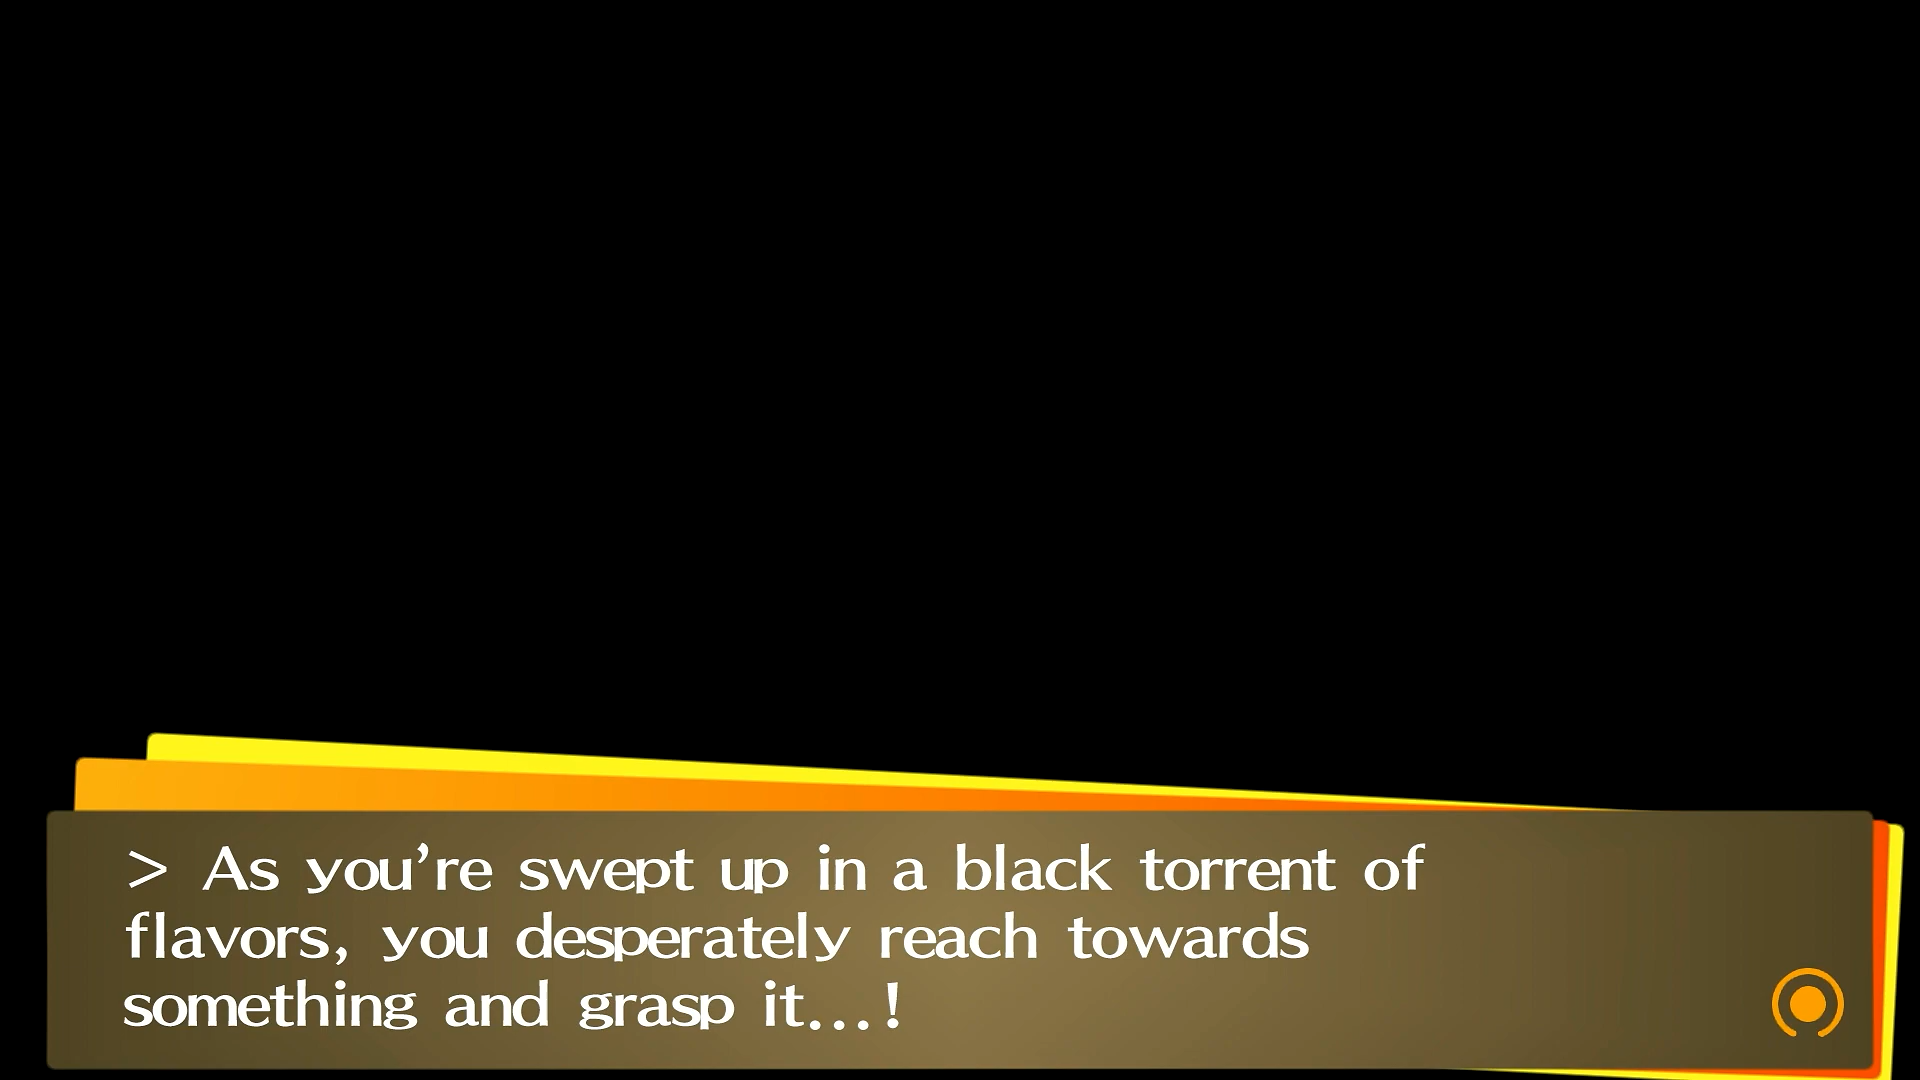 > As you’re swept up in a black torrent of
flavors, you desperately reach towards
something and grasp it...!